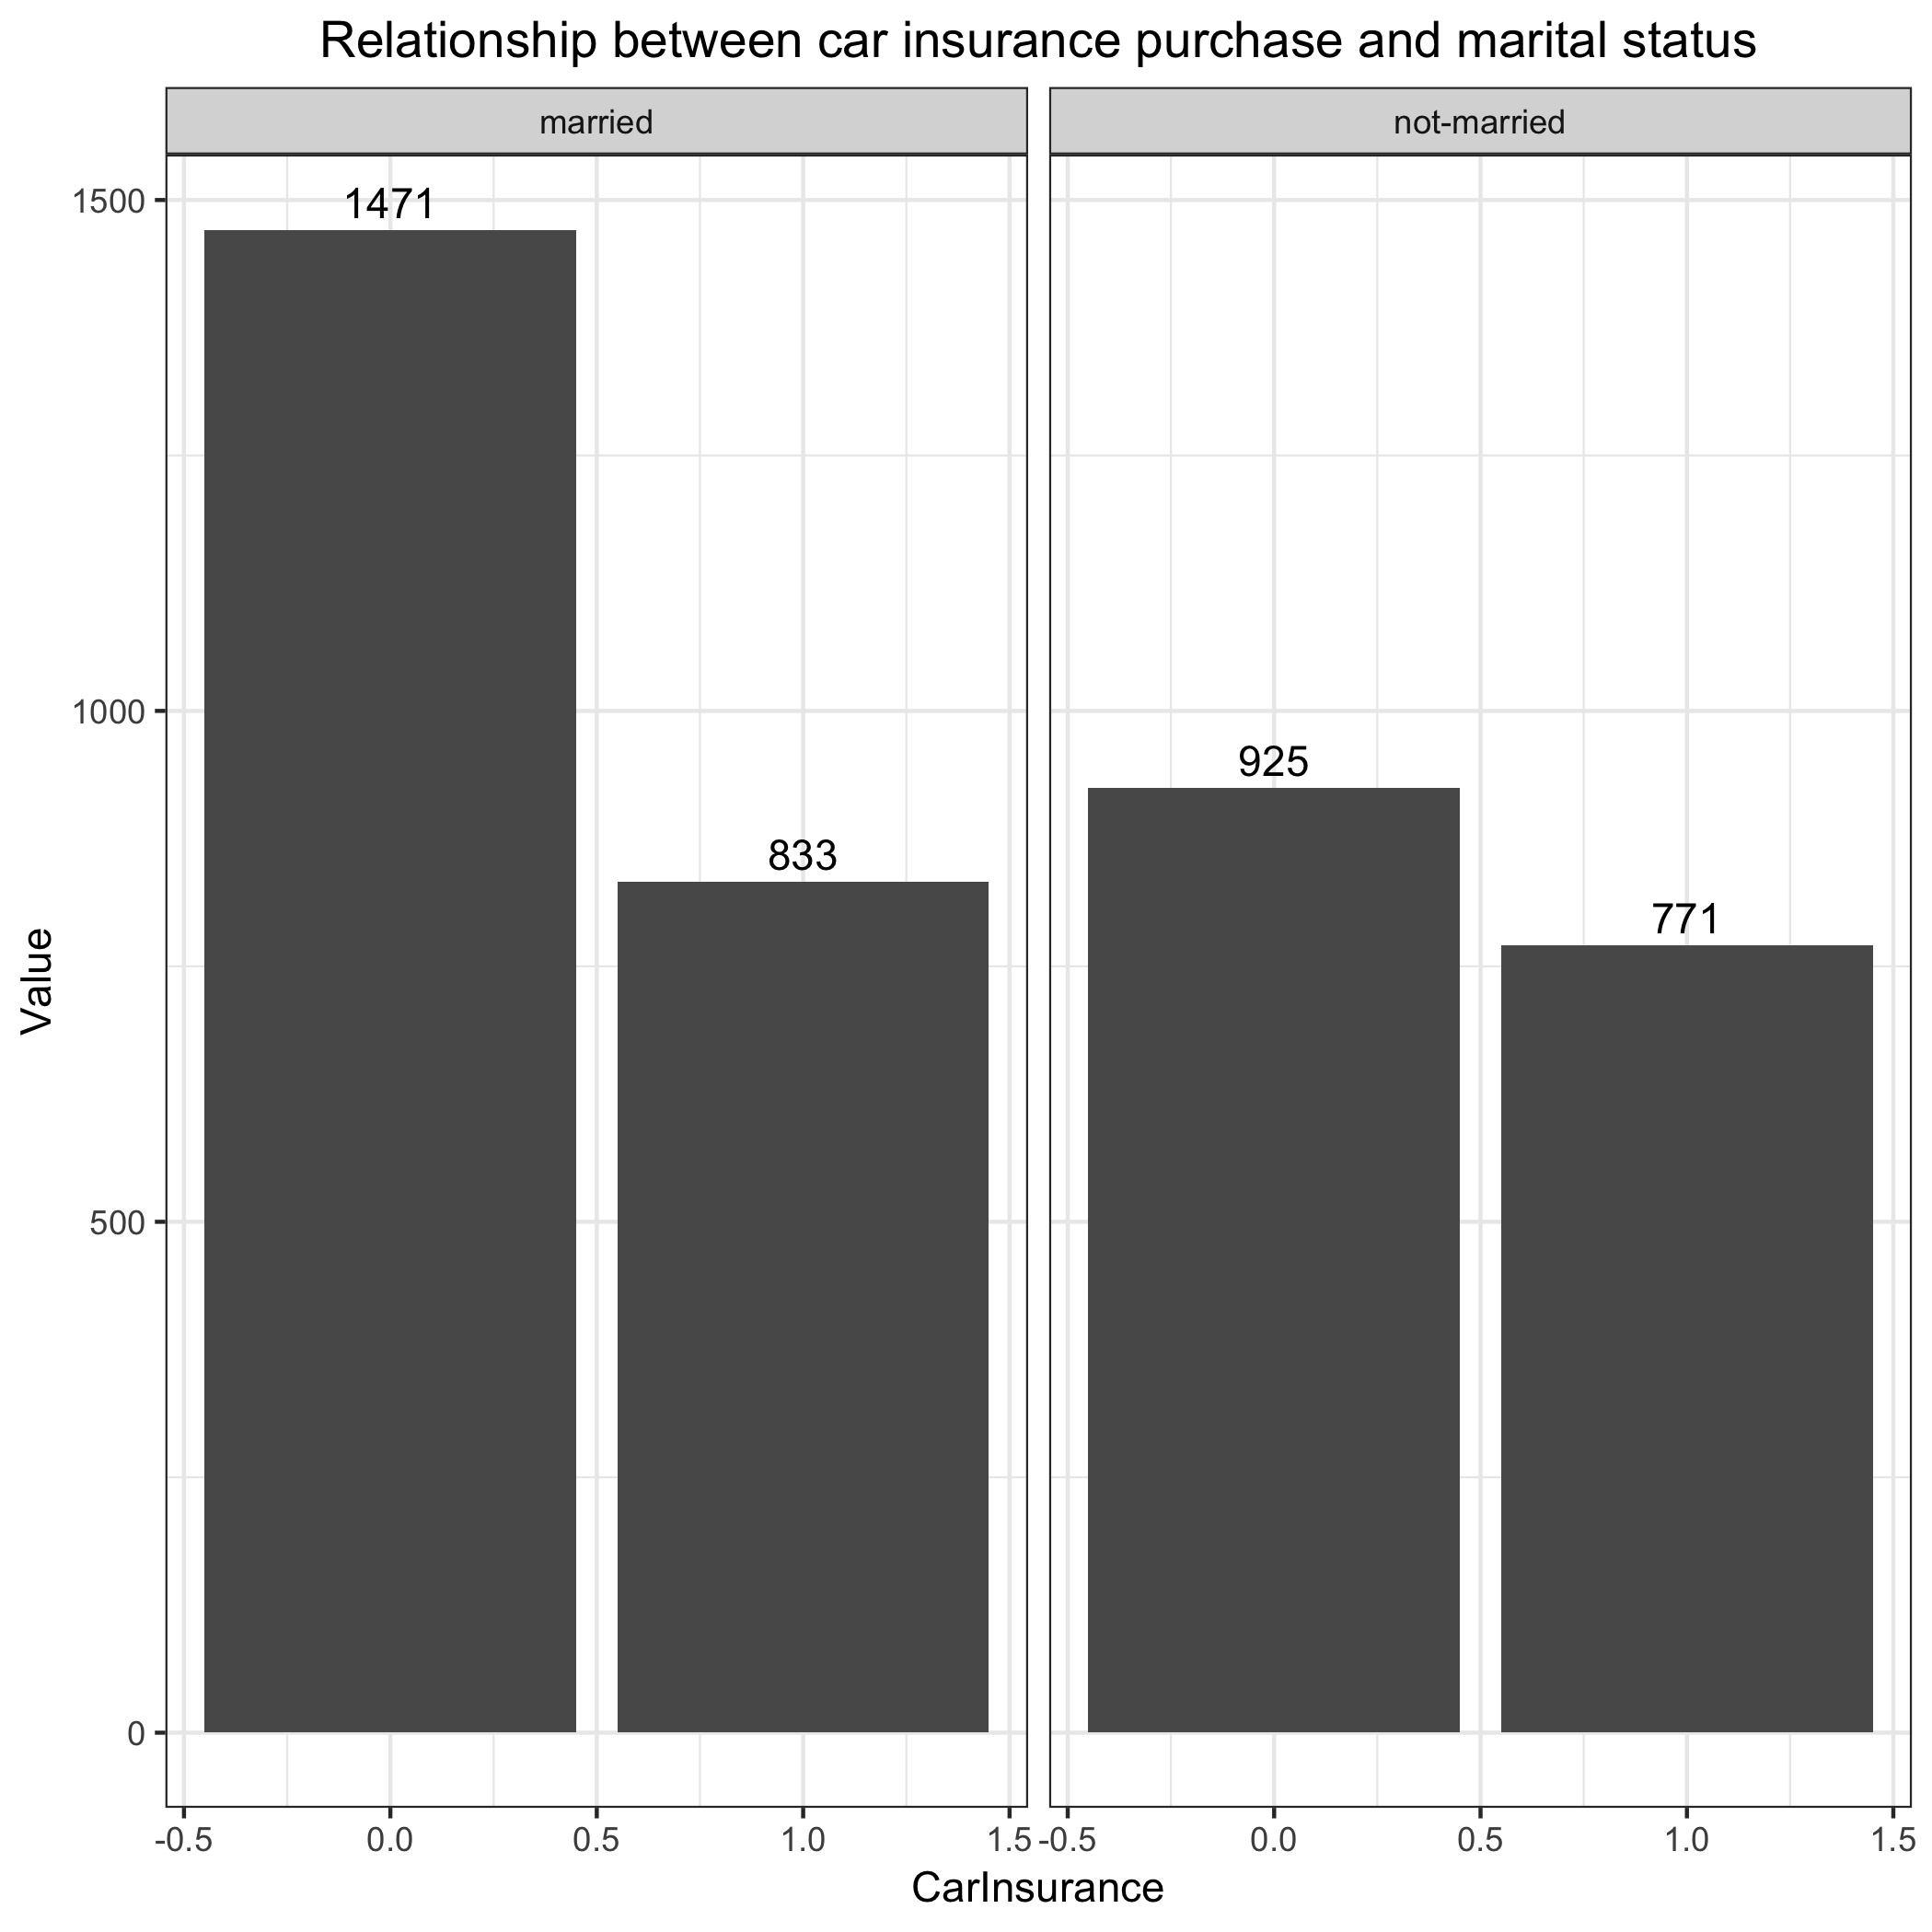 Relationship between car insurance purchase and marital status
married
not-married
1500
1000
500
0
Value
1471
833
925
771
-0.5 0.0 0.5 1.0 1.5
-0.5 0.0 0.5 1.0 1.5
CarInsurance